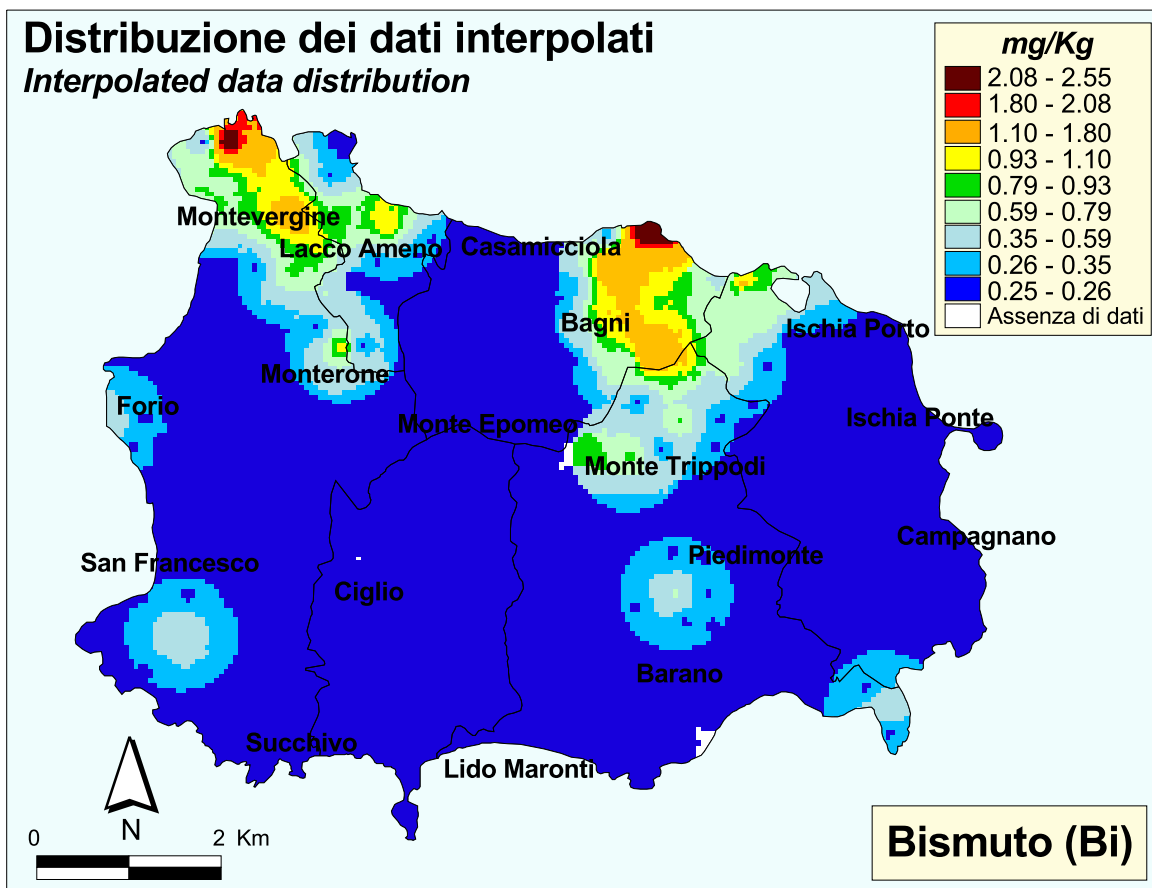 Distribuzione dei dati interpolati
Interpolated data distribution
mg/Kg
2.08 - 2.55
1.80 - 2.08
1.10 - 1.80
0.93 - 1.10
0.79 - 0.93
0.59 - 0.79
0.35 - 0.59
0.26 - 0.35
0.25 - 0.26
Assenza di dati
Montevergine
Lacco Ameno
Casamicciola
Bagni
Ischia Porto
Monterone
Forio
Monte Epomeo
Ischia Ponte
Monte Trippodi
Campagnano
Piedimonte
San Francesco
Ciglio
Barano
Succhivo
Lido Maronti
N
0 2 Km
Bismuto (Bi)